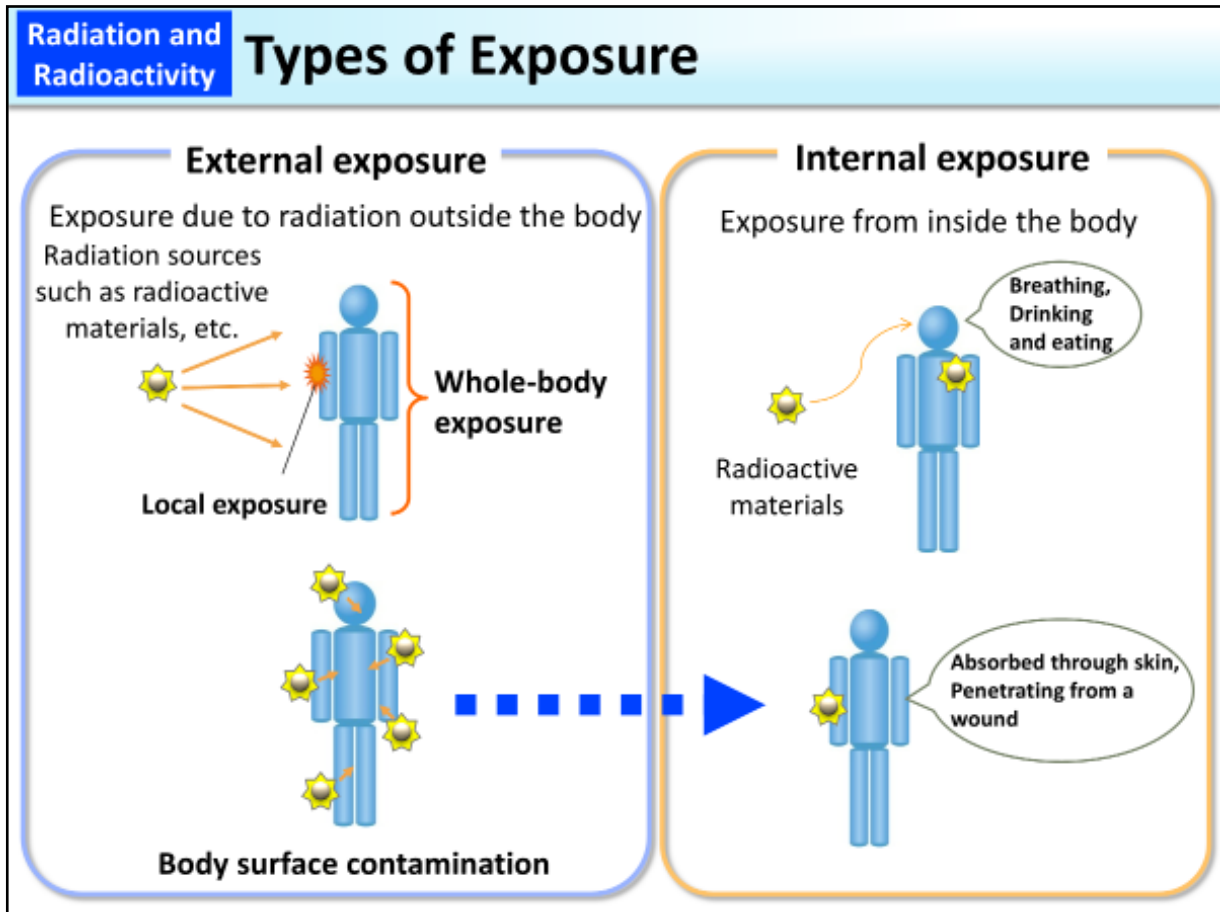 Radiation and
Radioactivity
Types of Exposure
External exposure
Exposure due to radiation outside the body
Radiation sources
such as radioactive
materials, etc.
Whole-body
exposure
Local exposure
Body surface contamination
Internal exposure
Exposure from inside the body
Breathing,
Drinking
and eating
Radioactive
materials
Absorbed through skin,
Penetrating from a
wound